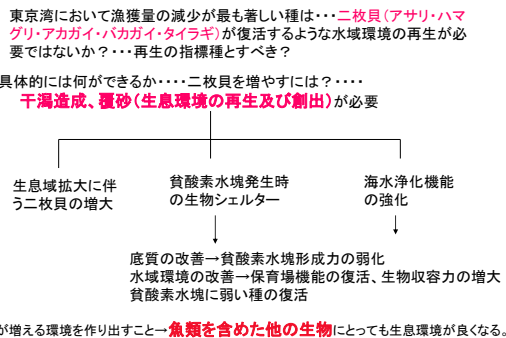 東京湾において漁獲量の減少が最も著しい種は・・・二枚貝(アサリ・ハマ
グリ・アカガイ・バカガイ・タイラギ)が復活するような水域環境の再生が必
要ではないか？・・・再生の指標種とすべき？
具体的には何ができるか・・・・二枚貝を増やすには？・・・・
干潟造成、覆砂(生息環境の再生及び創出)が必要
生息域拡大に伴
う二枚貝の増大
貧酸素水塊発生時
の生物シェルター
海水浄化機能
の強化
底質の改善→貧酸素水塊形成力の弱化
水域環境の改善→保育場機能の復活、生物収容力の増大
貧酸素水塊に弱い種の復活
が増える環境を作り出すこと→魚類を含めた他の生物にとっても生息環境が良くなる。